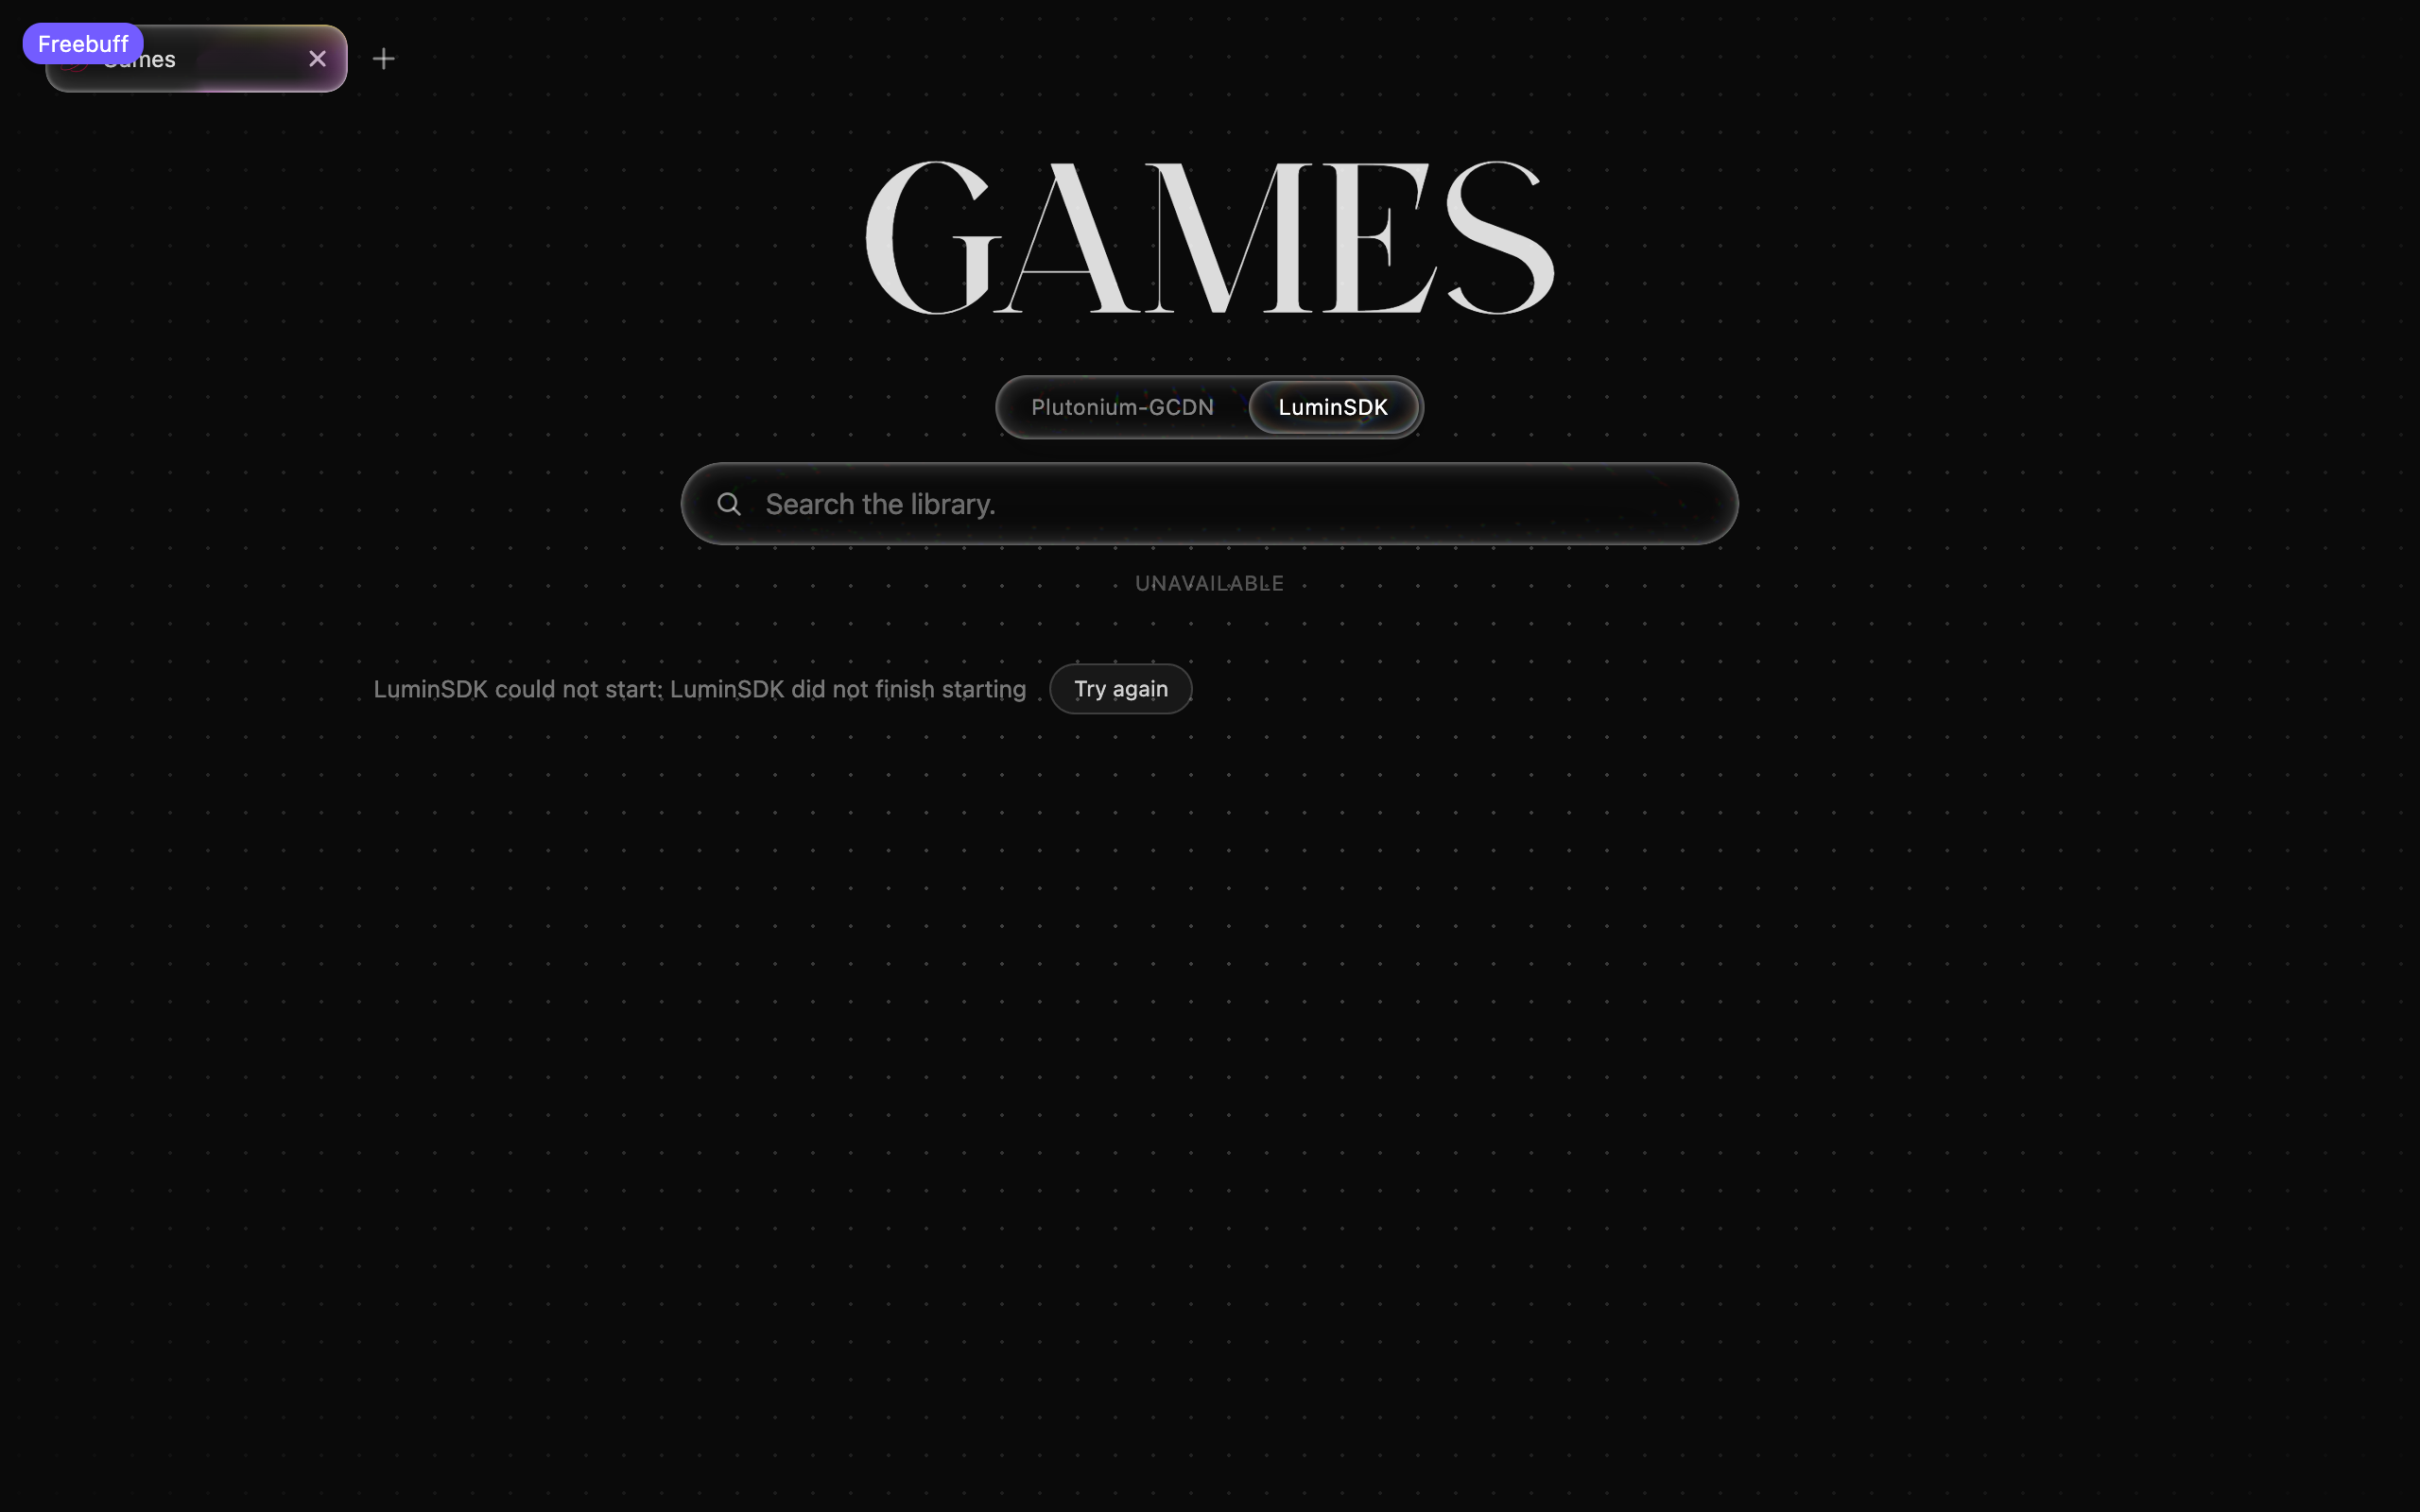 Freebuff
Games
GAMES
Plutonium-GCDN LuminSDK
Search the library.
UNAVAILABLE
LuminSDK could not start: LuminSDK did not finish starting Try again